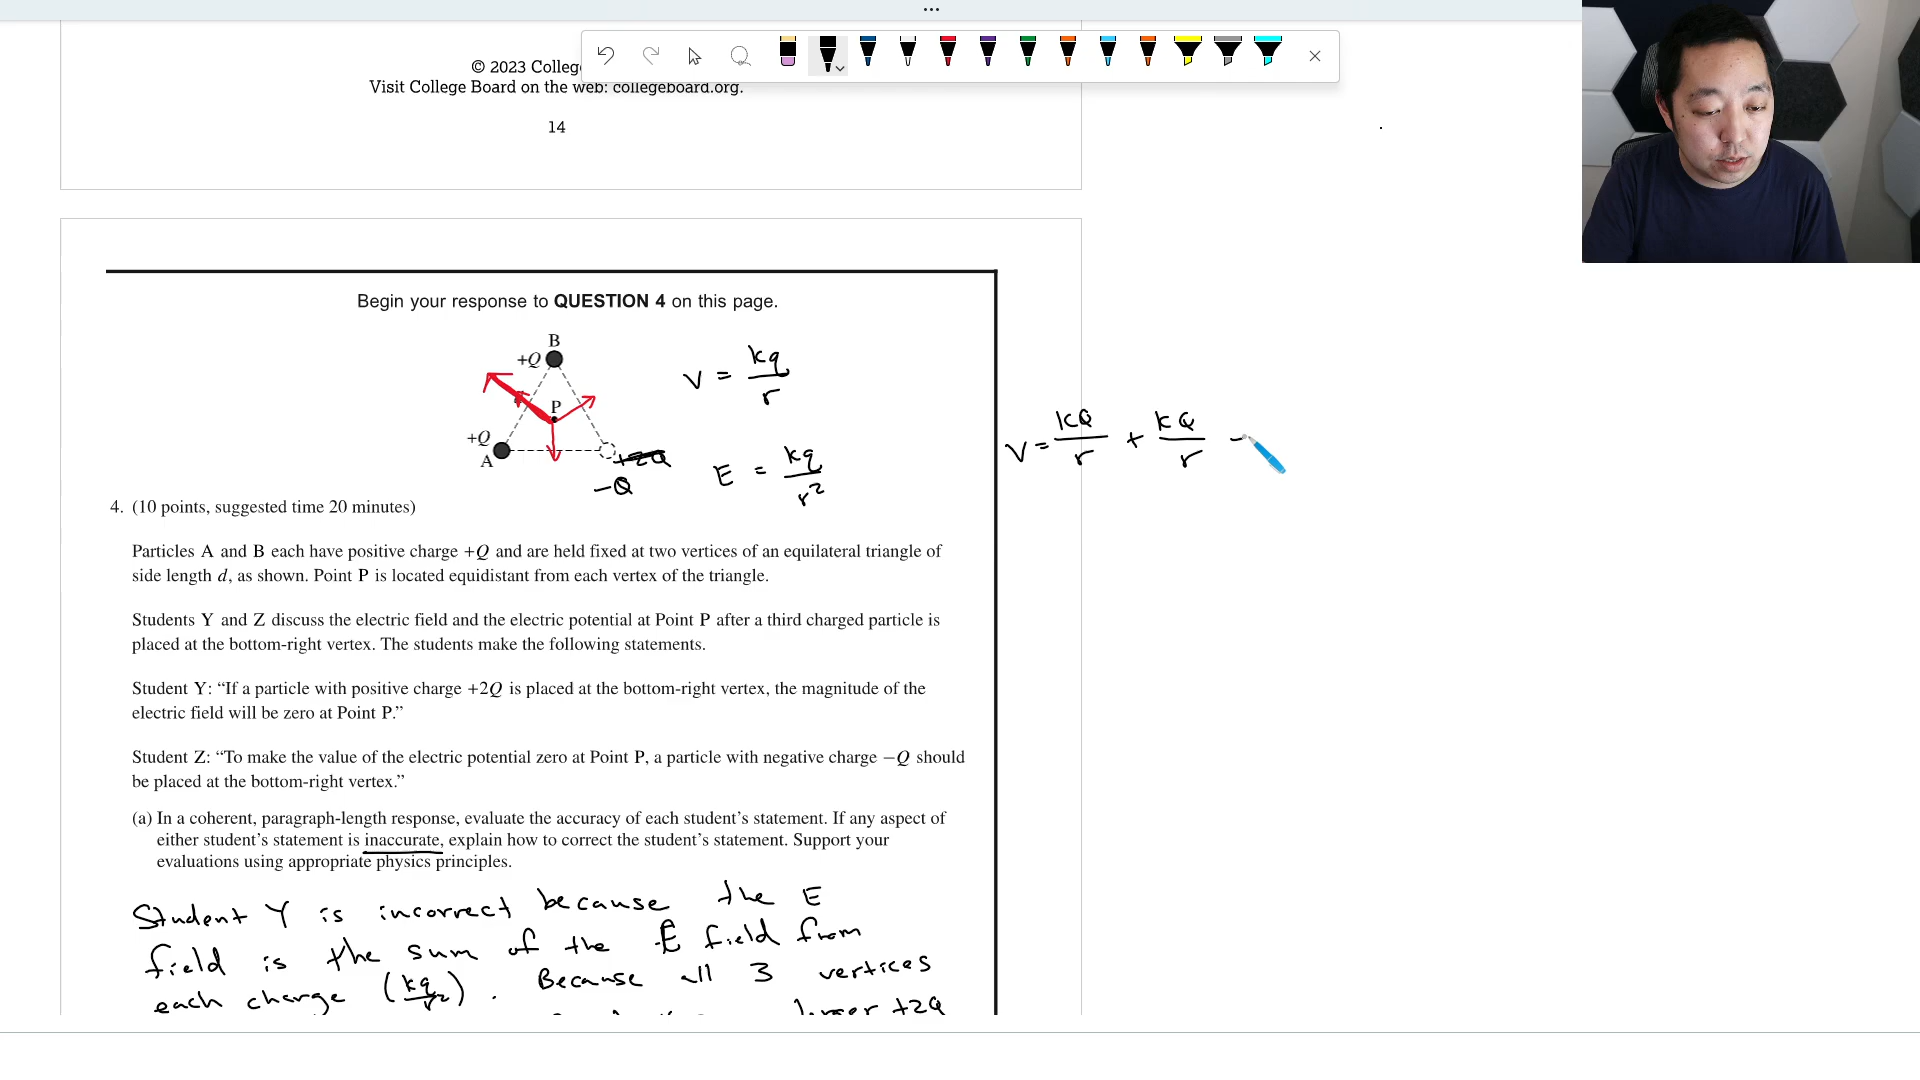 © 2023 Colleg
Visit College Board on the web: collegeboard.org.
14
Begin your response to QUESTION 4 on this page.
B
+Q
P
+Q
A
+2Q
−Q
V = kq/r
E = kq/r²
V = kQ/r + kQ/r −
4. (10 points, suggested time 20 minutes)
Particles A and B each have positive charge +Q and are held fixed at two vertices of an equilateral triangle of
side length d, as shown. Point P is located equidistant from each vertex of the triangle.
Students Y and Z discuss the electric field and the electric potential at Point P after a third charged particle is
placed at the bottom-right vertex. The students make the following statements.
Student Y: “If a particle with positive charge +2Q is placed at the bottom-right vertex, the magnitude of the
electric field will be zero at Point P.”
Student Z: “To make the value of the electric potential zero at Point P, a particle with negative charge −Q should
be placed at the bottom-right vertex.”
(a) In a coherent, paragraph-length response, evaluate the accuracy of each student’s statement. If any aspect of
either student’s statement is inaccurate, explain how to correct the student’s statement. Support your
evaluations using appropriate physics principles.
Student Y is incorrect because the E
field is the sum of the E field from
each charge (kq/r²). Because all 3 vertices
larger +2Q